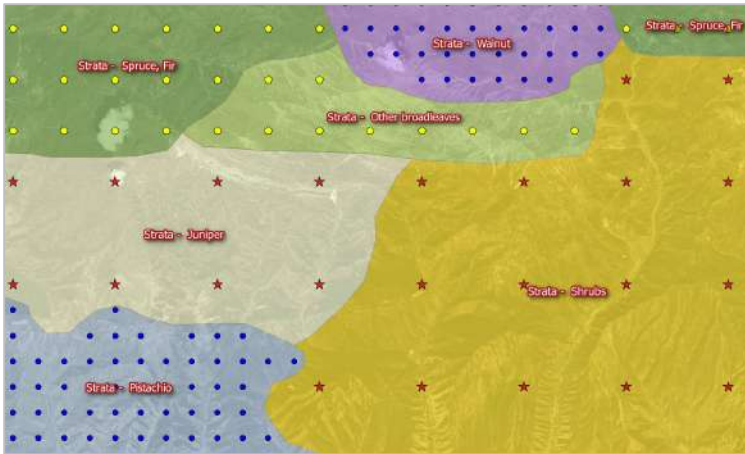 Strata - Spruce, Fir
Strata - Walnut
Strata - Spruce, Fir
Strata - Other broadleaves
Strata - Juniper
Strata - Shrubs
Strata - Pistachio